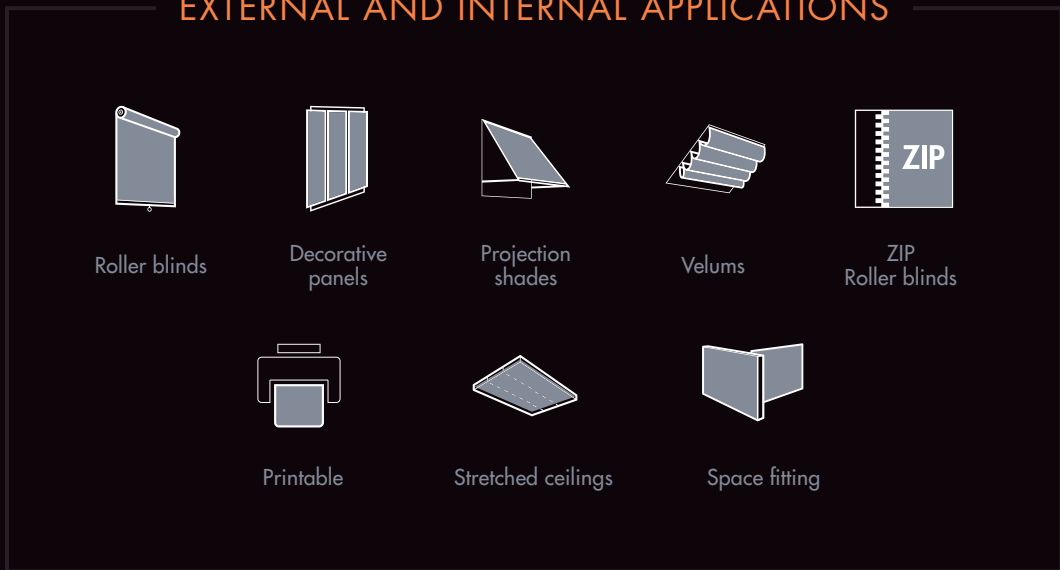 EXTERNAL AND INTERNAL APPLICATIONS
ZIP
Roller blinds
Decorative
panels
Projection
shades
Velums
ZIP
Roller blinds
Printable
Stretched ceilings
Space fitting